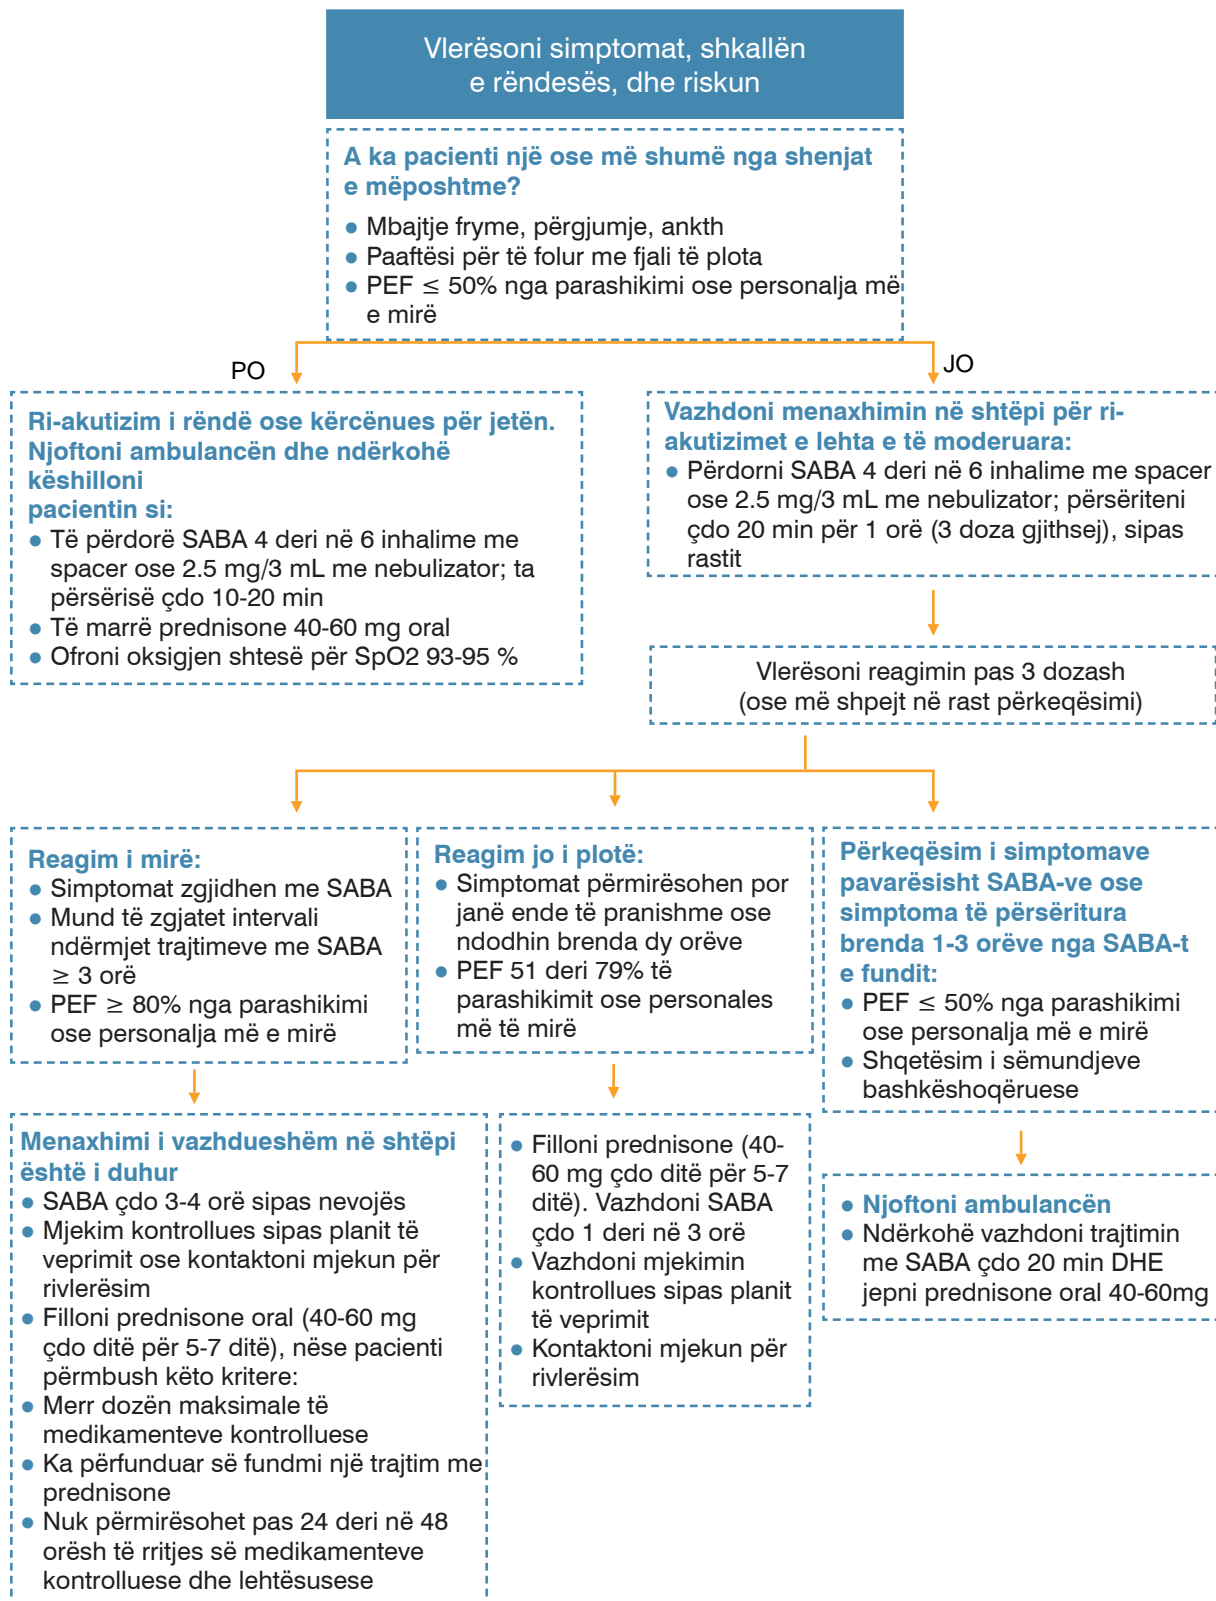 Vlerësoni simptomat, shkallën
e rëndesës, dhe riskun
A ka pacienti një ose më shumë nga shenjat
e mëposhtme?
● Mbajtje fryme, përgjumje, ankth
● Paaftësi për të folur me fjali të plota
● PEF ≤ 50% nga parashikimi ose personalja më
e mirë
PO
JO
Ri-akutizim i rëndë ose kërcënues për jetën.
Njoftoni ambulancën dhe ndërkohë
këshilloni
pacientin si:
● Të përdorë SABA 4 deri në 6 inhalime me
spacer ose 2.5 mg/3 mL me nebulizator; ta
përsërisë çdo 10-20 min
● Të marrë prednisone 40-60 mg oral
● Ofroni oksigjen shtesë për SpO2 93-95 %
Vazhdoni menaxhimin në shtëpi për ri-
akutizimet e lehta e të moderuara:
● Përdorni SABA 4 deri në 6 inhalime me spacer
ose 2.5 mg/3 mL me nebulizator; përsëriteni
çdo 20 min për 1 orë (3 doza gjithsej), sipas
rastit
Vlerësoni reagimin pas 3 dozash
(ose më shpejt në rast përkeqësimi)
Reagim i mirë:
● Simptomat zgjidhen me SABA
● Mund të zgjatet intervali
ndërmjet trajtimeve me SABA
≥ 3 orë
● PEF ≥ 80% nga parashikimi
ose personalja më e mirë
Reagim jo i plotë:
● Simptomat përmirësohen por
janë ende të pranishme ose
ndodhin brenda dy orëve
● PEF 51 deri 79% të
parashikimit ose personales
më të mirë
Përkeqësim i simptomave
pavarësisht SABA-ve ose
simptoma të përsëritura
brenda 1-3 orëve nga SABA-t
e fundit:
● PEF ≤ 50% nga parashikimi
ose personalja më e mirë
● Shqetësim i sëmundjeve
bashkëshoqëruese
Menaxhimi i vazhdueshëm në shtëpi
është i duhur
● SABA çdo 3-4 orë sipas nevojës
● Mjekim kontrollues sipas planit të
veprimit ose kontaktoni mjekun për
rivlerësim
● Filloni prednisone oral (40-60 mg
çdo ditë për 5-7 ditë), nëse pacienti
përmbush këto kritere:
● Merr dozën maksimale të
medikamenteve kontrolluese
● Ka përfunduar së fundmi një trajtim me
prednisone
● Nuk përmirësohet pas 24 deri në 48
orësh të rritjes së medikamenteve
kontrolluese dhe lehtësusese
● Filloni prednisone (40-
60 mg çdo ditë për 5-7
ditë). Vazhdoni SABA
çdo 1 deri në 3 orë
● Vazhdoni mjekimin
kontrollues sipas planit
të veprimit
● Kontaktoni mjekun për
rivlerësim
● Njoftoni ambulancën
● Ndërkohë vazhdoni trajtimin
me SABA çdo 20 min DHE
jepni prednisone oral 40-60mg